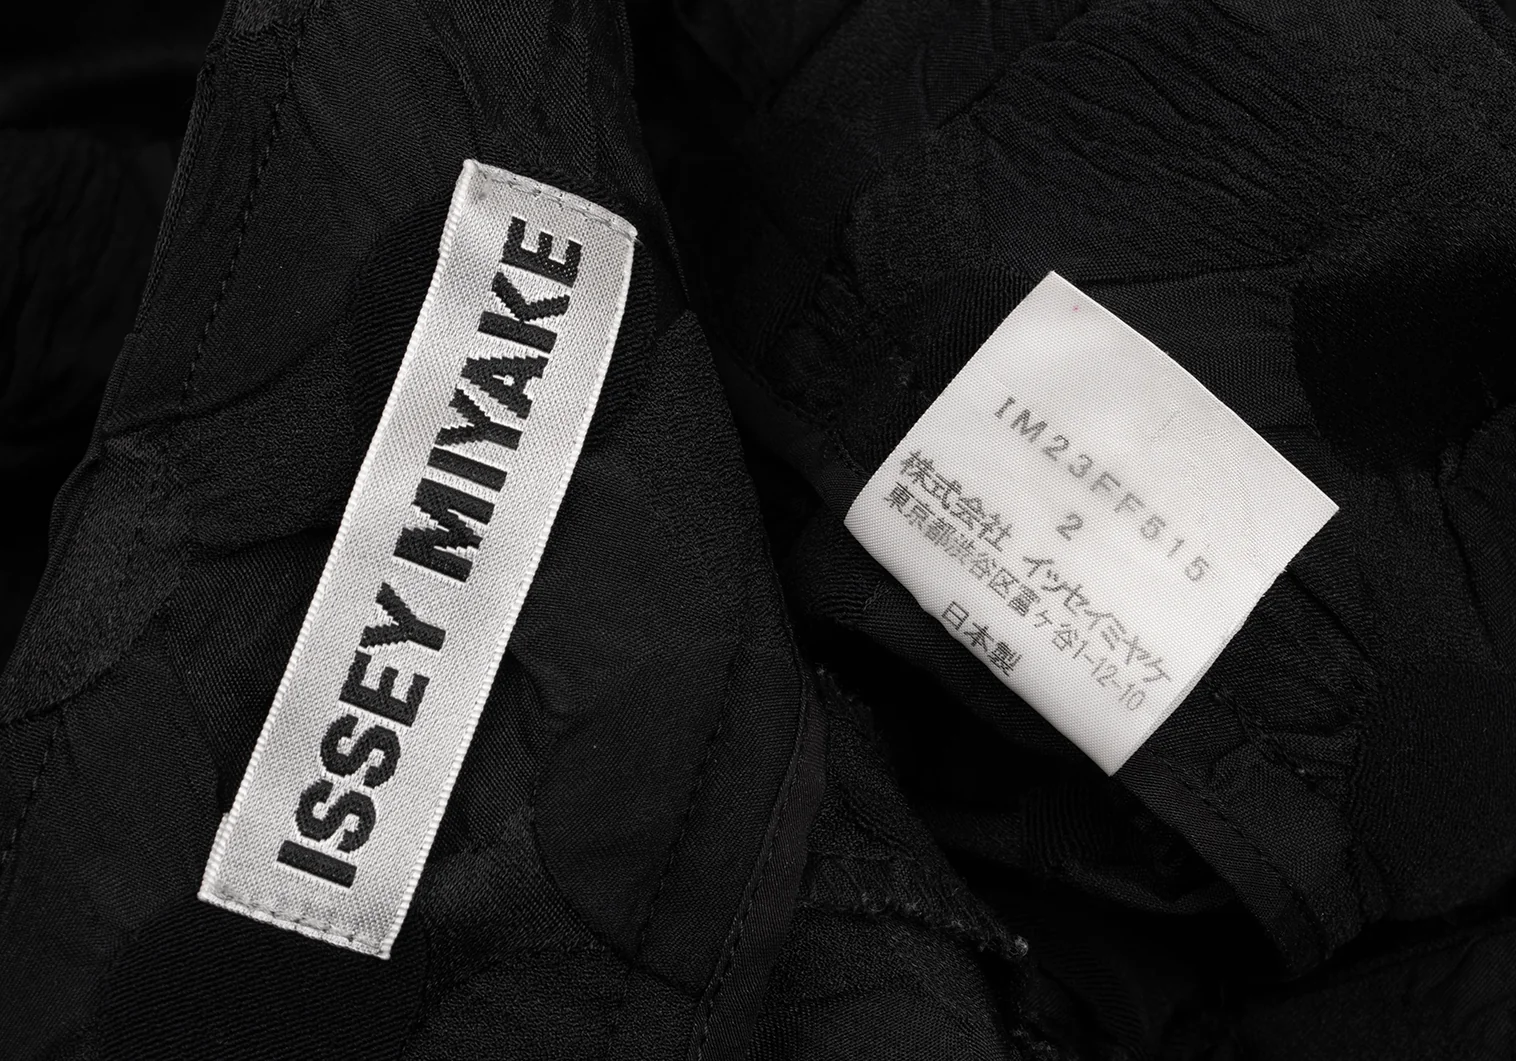 ISSEY MIYAKE
IM23FF515
2
株式会社 イッセイミヤケ
東京都渋谷区富ヶ谷1-12-10
日本製